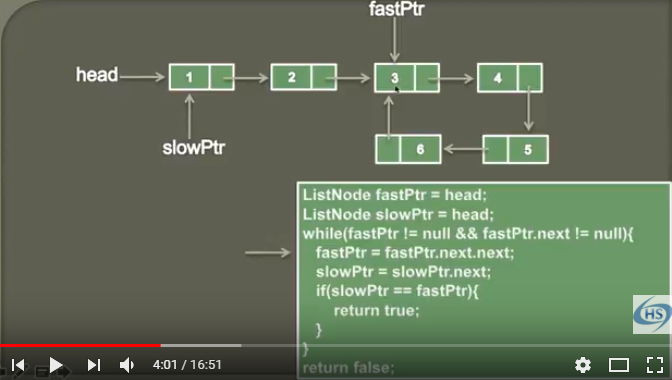 fastPtr
head
1
2
3
4
slowPtr
6
5
ListNode fastPtr = head;
ListNode slowPtr = head;
while(fastPtr != null && fastPtr.next != null){
fastPtr = fastPtr.next.next;
slowPtr = slowPtr.next;
if(slowPtr == fastPtr){
return true;
}
}
return false;
HS
4:01 / 16:51